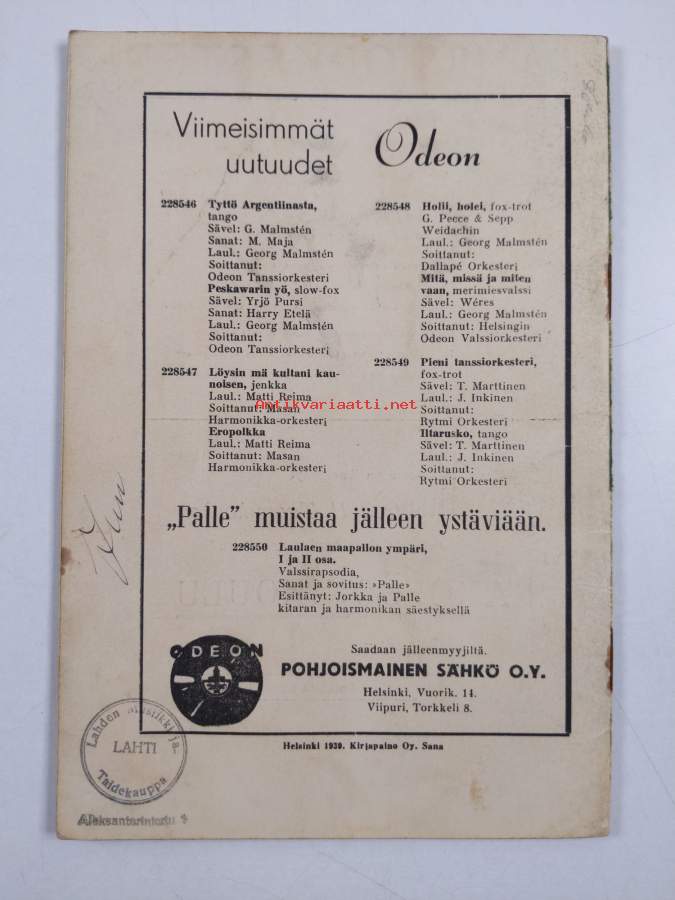 Viimeisimmät
uutuudet
Odeon
228546 Tyttö Argentiinasta,
tango
Sävel: G. Malmstén
Sanat: M. Maja
Laul.: Georg Malmstén
Soittanut:
Odeon Tanssiorkesteri
Peskawarin yö, slow-fox
Sävel: Yrjö Pursi
Sanat: Harry Etelä
Laul.: Georg Malmstén
Soittanut:
Odeon Tanssiorkesteri
228547 Löysin mä kultani kau-
noisen, jenkka
Laul.: Matti Reima
Soittanut: Masan
Harmonikka-orkesteri
Eropolkka
Laul.: Matti Reima
Soittanut: Masan
Harmonikka-orkesteri
228548 Holii, holei, fox-trot
G. Pecce & Sepp
Weidachin
Laul.: Georg Malmstén
Soittanut:
Dallapé Orkesteri
Mitä, missä ja miten
vaan, merimiesvalssi
Sävel: Wéres
Laul.: Georg Malmstén
Soittanut: Helsingin
Odeon Valssiorkesteri
228549 Pieni tanssiorkesteri,
fox-trot
Sävel: T. Marttinen
Laul.: J. Inkinen
Soittanut:
Rytmi Orkesteri
Iltarusko, tango
Sävel: T. Marttinen
Laul.: J. Inkinen
Soittanut:
Rytmi Orkesteri
Antikvariaatti.net
„Palle” muistaa jälleen ystäviään.
228550 Laulaen maapallon ympäri,
I ja II osa.
Valssirapsodia,
Sanat ja sovitus: »Palle»
Esittänyt: Jorkka ja Palle
kitaran ja harmonikan säestyksellä
ODEON
Saadaan jälleenmyyjiltä.
POHJOISMAINEN SÄHKÖ O.Y.
Helsinki, Vuorik. 14.
Viipuri, Torkkeli 8.
Helsinki 1939. Kirjapaino Oy. Sana
Lahden Musiikki ja
LAHTI
Taidekauppa